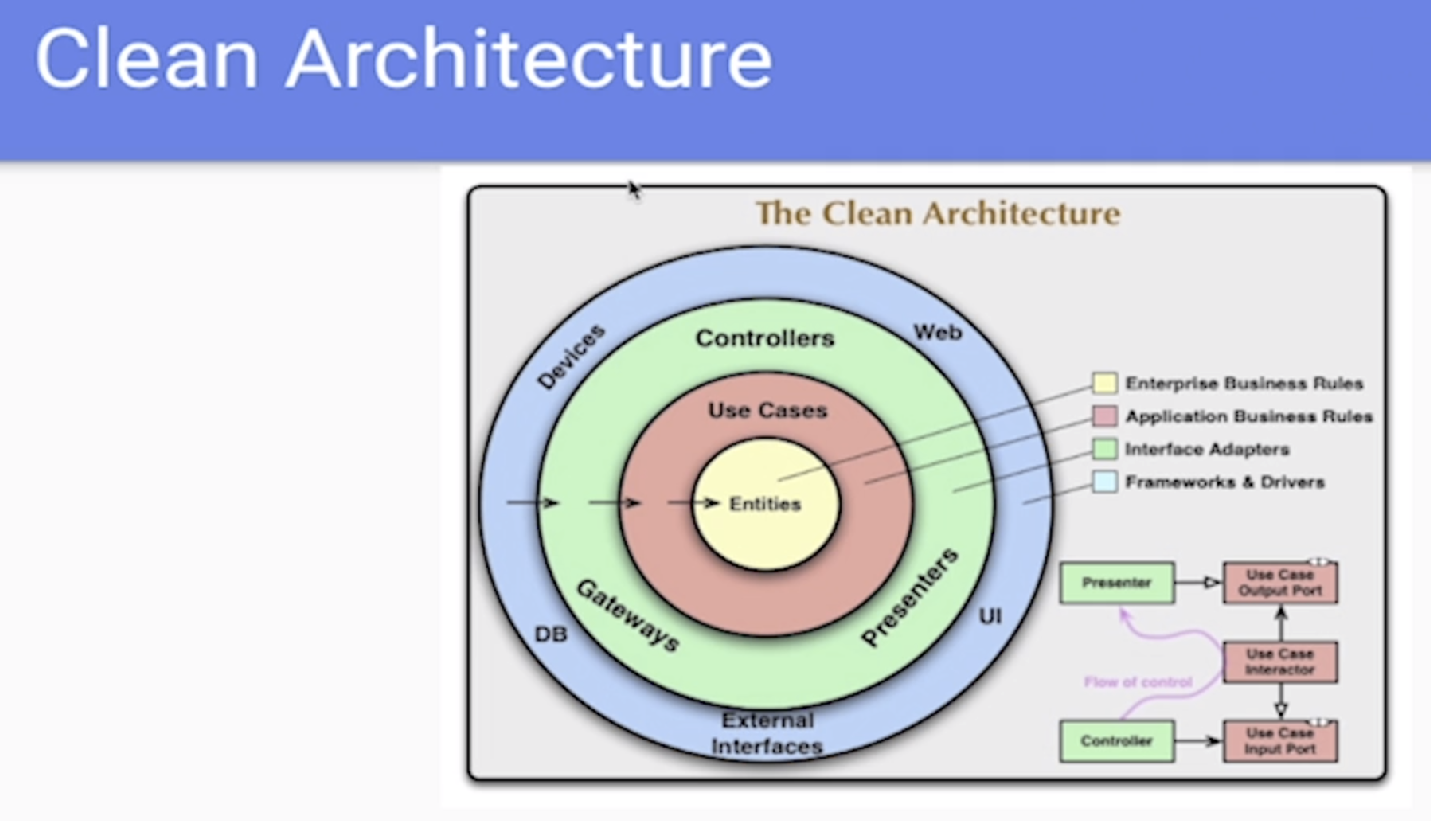 Clean Architecture
The Clean Architecture
Devices
Controllers
Web
Use Cases
Entities
Gateways
Presenters
DB
UI
External
Interfaces
Enterprise Business Rules
Application Business Rules
Interface Adapters
Frameworks & Drivers
Presenter
Use Case
Output Port
Use Case
Interactor
Flow of control
Controller
Use Case
Input Port